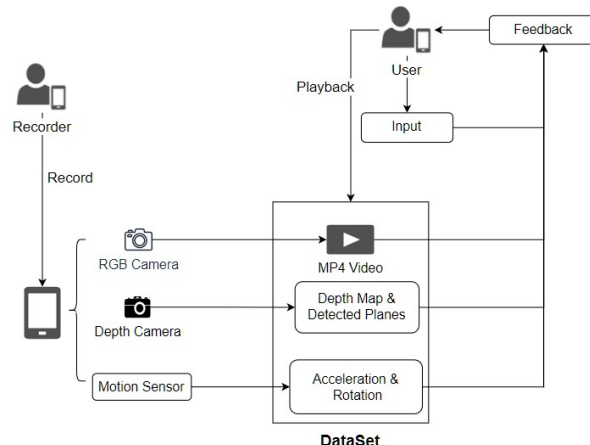 Feedback
User
Playback
Recorder
Input
Record
RGB Camera
MP4 Video
Depth Map &
Detected Planes
Depth Camera
Acceleration &
Rotation
Motion Sensor
DataSet